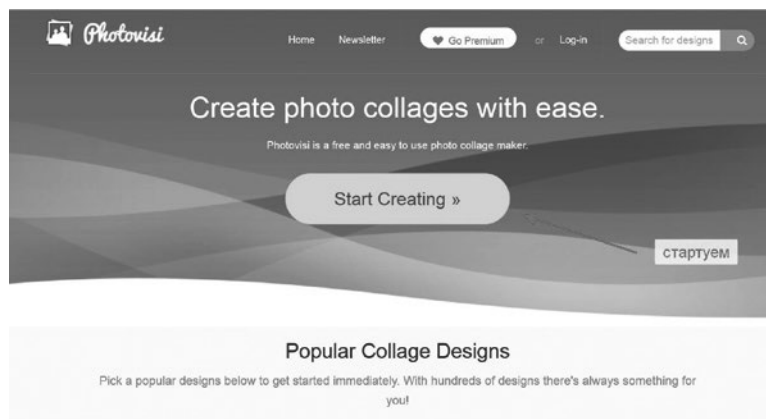 Photovisi
Home Newsletter Go Premium or Log-in Search for designs
Create photo collages with ease.
Photovisi is a free and easy to use photo collage maker.
Start Creating »
стартуем
Popular Collage Designs
Pick a popular designs below to get started immediately. With hundreds of designs there's always something for
you!